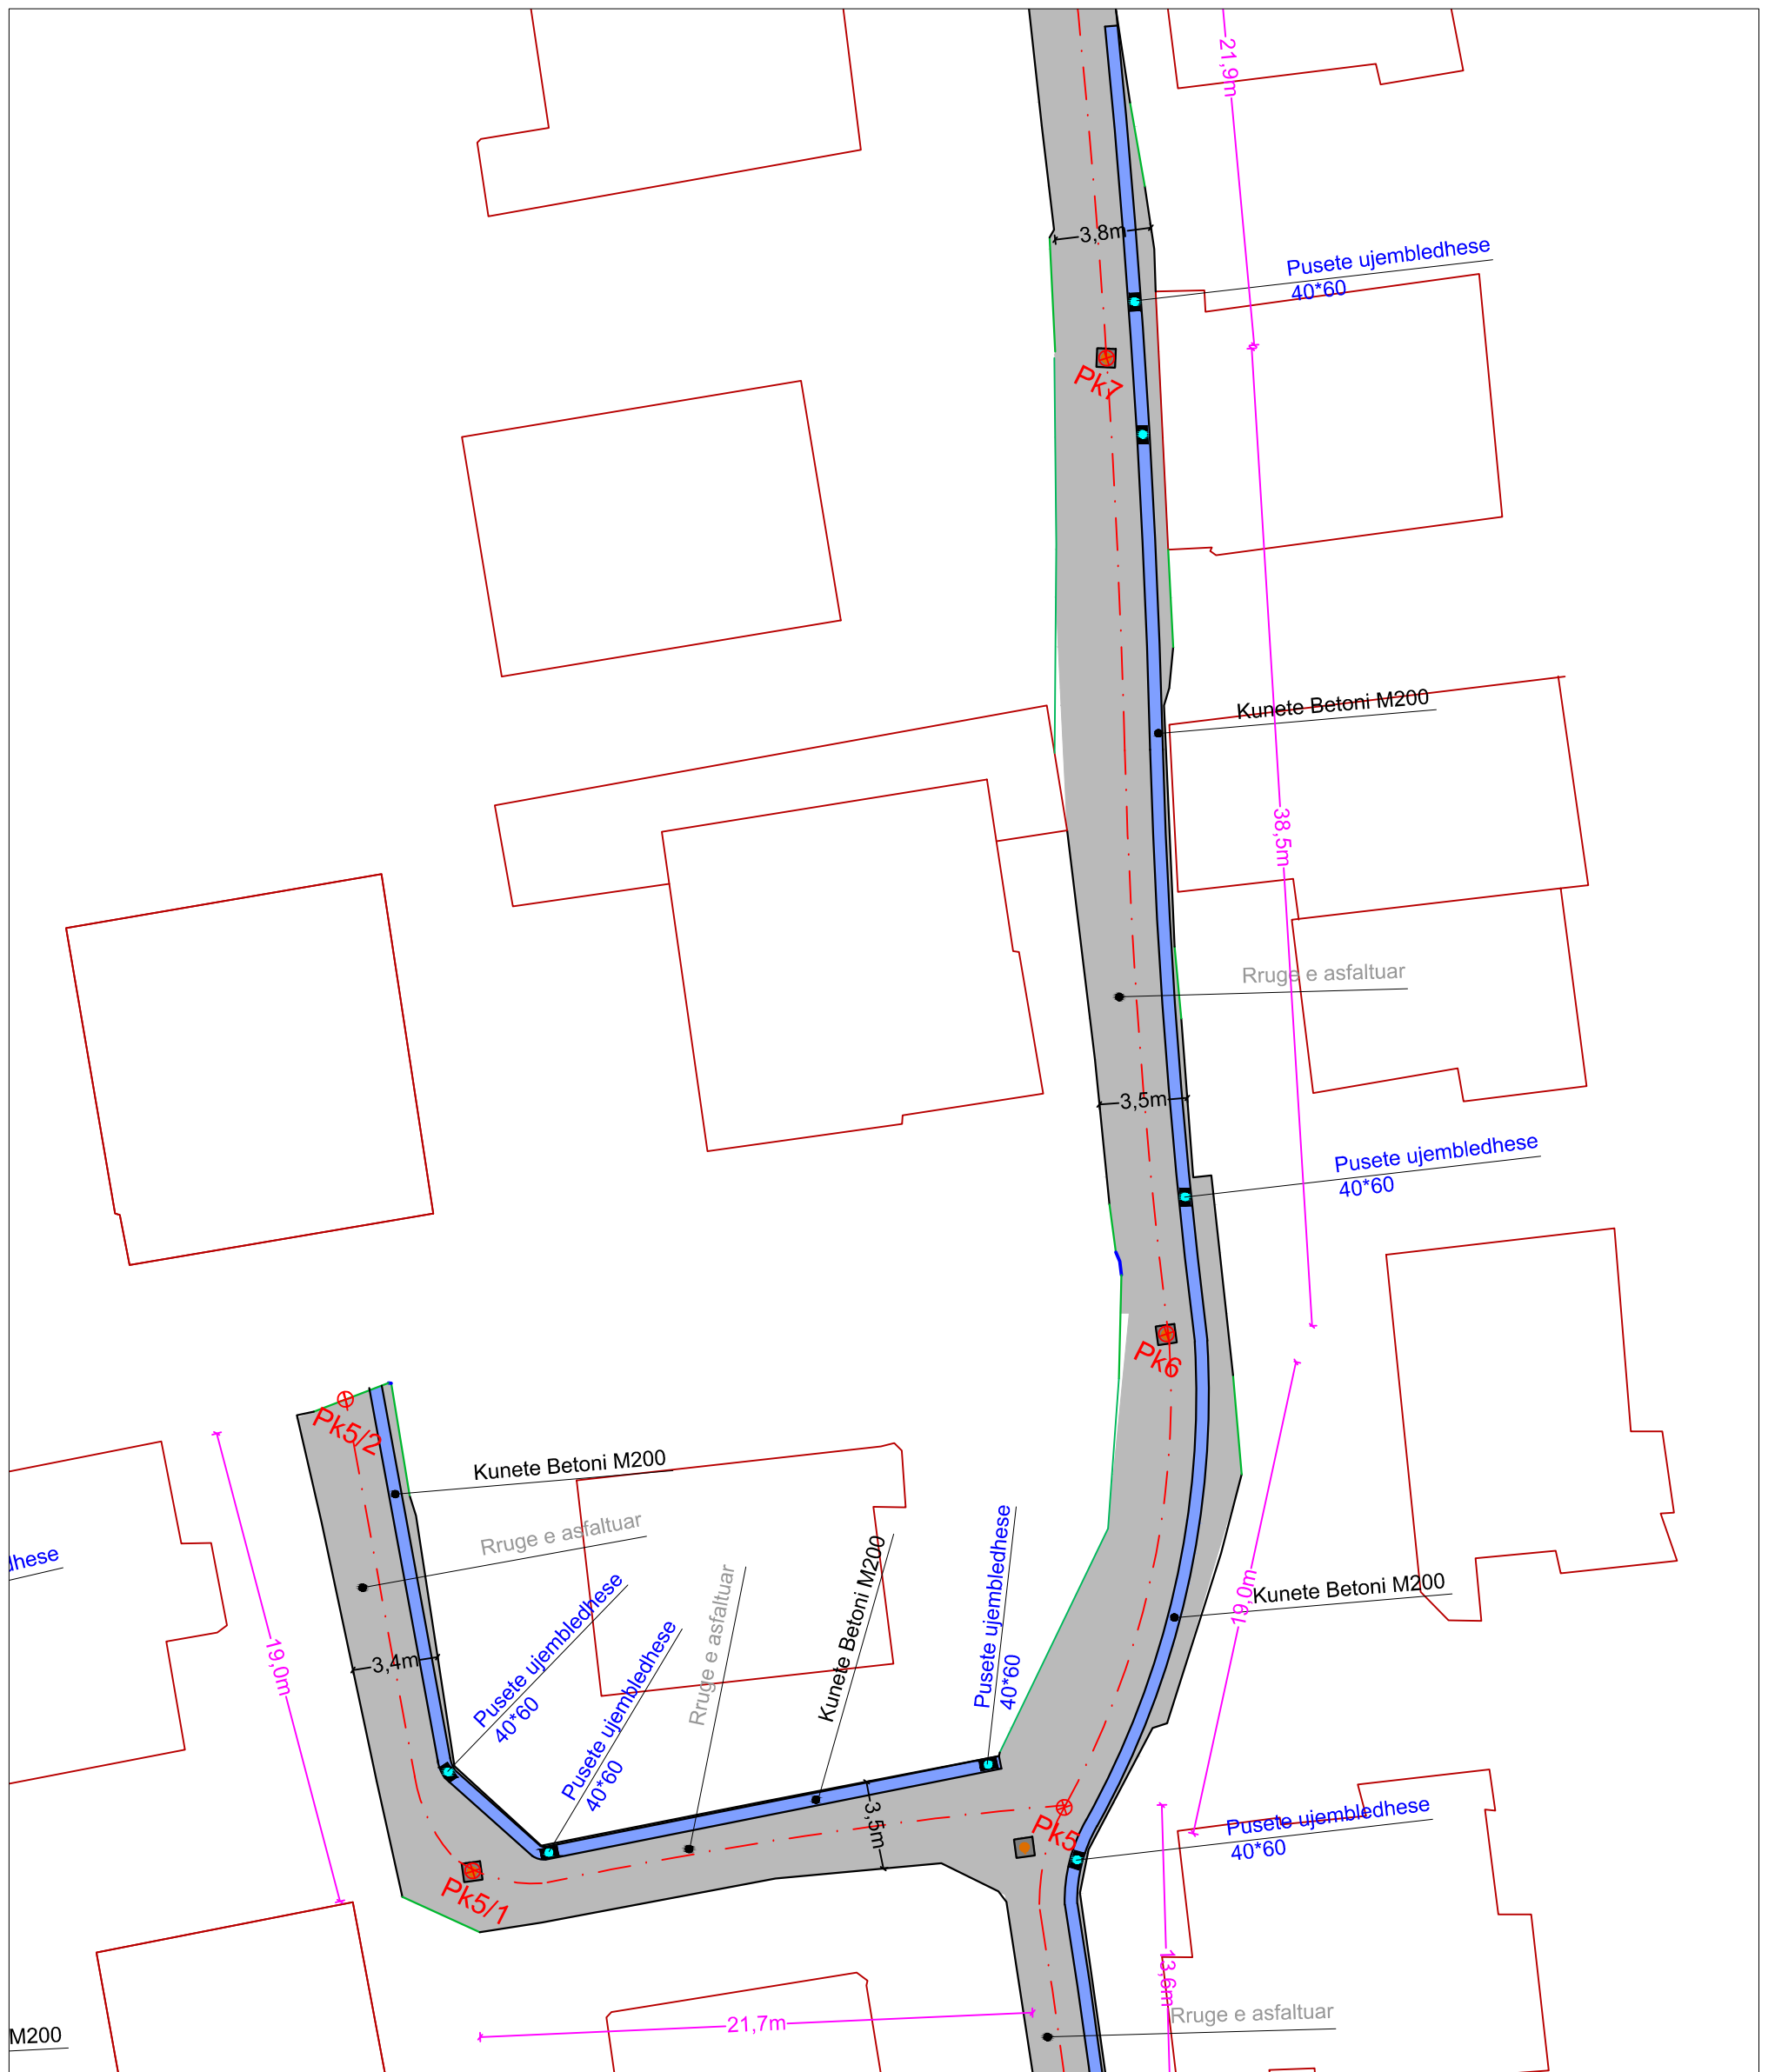 21,9m
3,8m
Pusete ujembledhese
40*60
Pk7
Kunete Betoni M200
38,5m
Rruge e asfaltuar
3,5m
Pusete ujembledhese
40*60
Pk6
Pk5/2
Kunete Betoni M200
Rruge e asfaltuar
Pusete ujembledhese
40*60
Pusete ujembledhese
40*60
Rruge e asfaltuar
Kunete Betoni M200
Pusete ujembledhese
40*60
19,0m
Kunete Betoni M200
dhese
19,0m
3,4m
3,5m
Pk5
Pusete ujembledhese
40*60
Pk5/1
13,6m
Rruge e asfaltuar
21,7m
M200